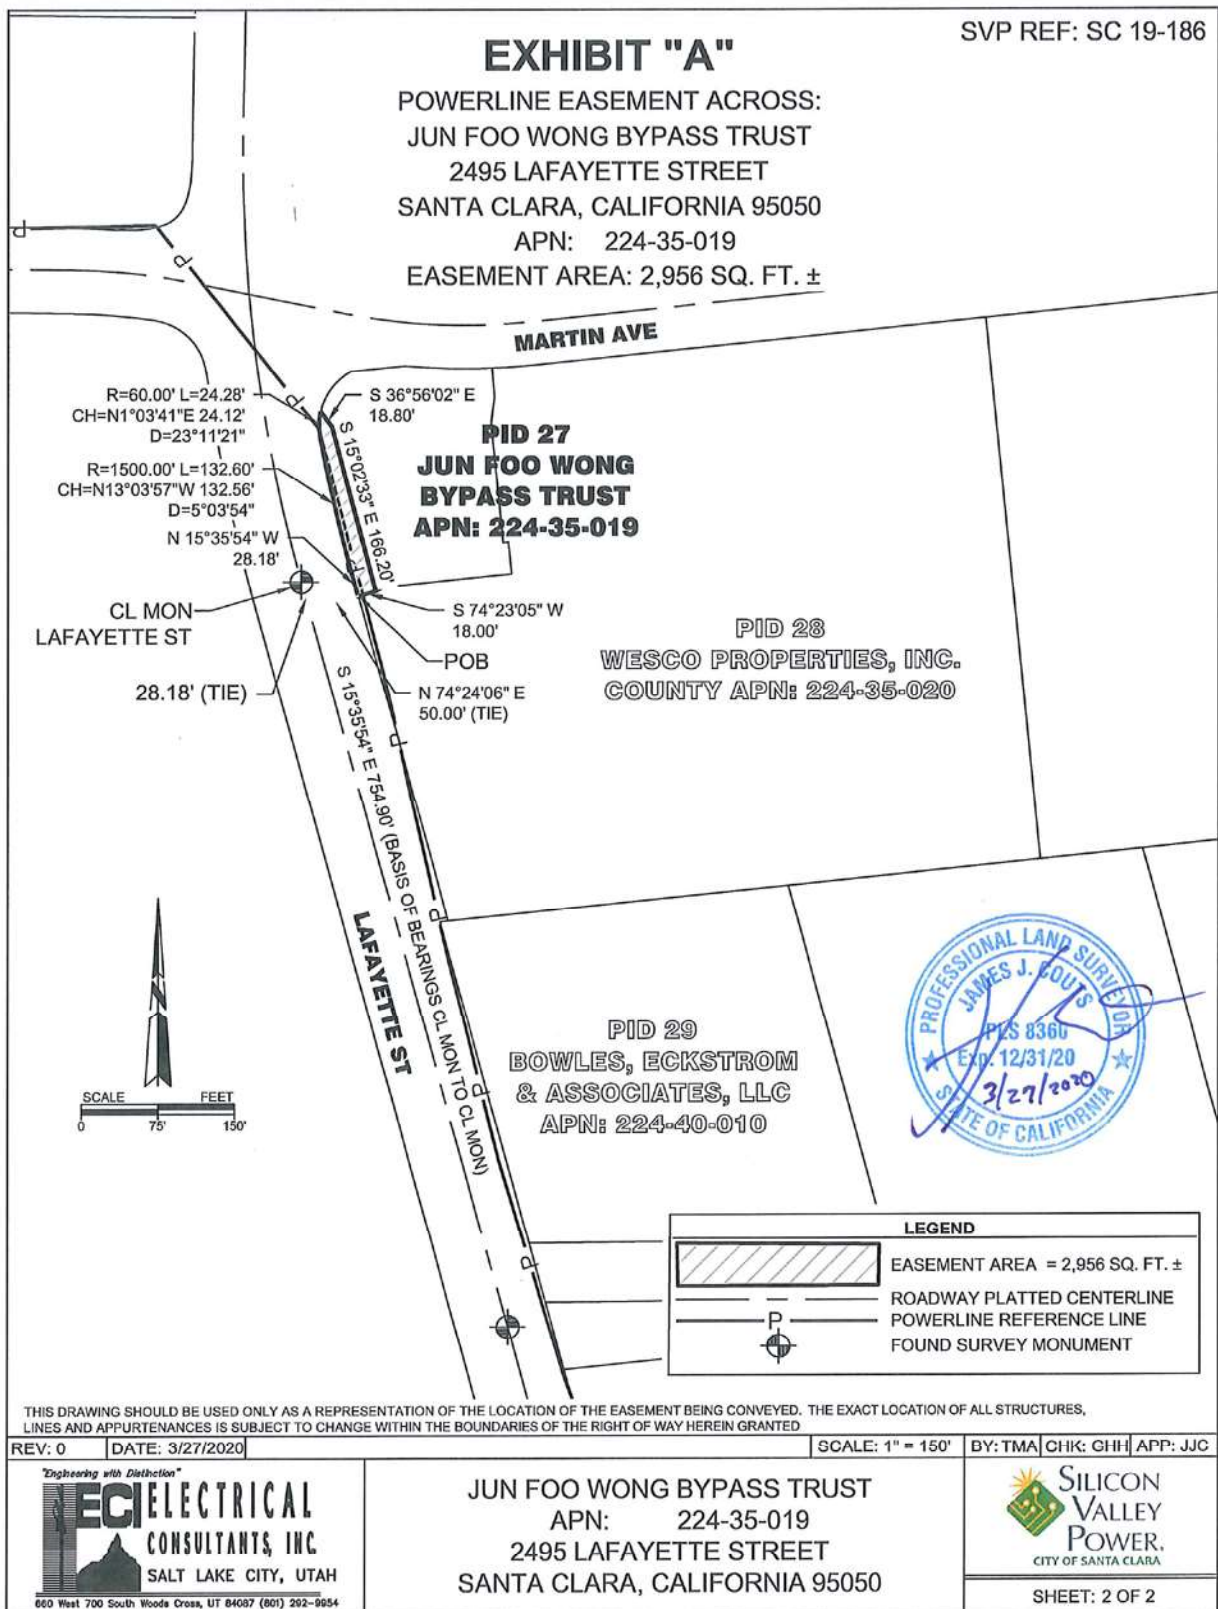 SVP REF: SC 19-186
EXHIBIT "A"
POWERLINE EASEMENT ACROSS:
JUN FOO WONG BYPASS TRUST
2495 LAFAYETTE STREET
SANTA CLARA, CALIFORNIA 95050
APN: 224-35-019
EASEMENT AREA: 2,956 SQ. FT. ±
P
P
P
MARTIN AVE
R=60.00' L=24.28'
CH=N1°03'41"E 24.12'
D=23°11'21"
S 36°56'02" E
18.80'
S 15°02'33" E 166.20'
PID 27
JUN FOO WONG
BYPASS TRUST
APN: 224-35-019
R=1500.00' L=132.60'
CH=N13°03'57"W 132.56'
D=5°03'54"
N 15°35'54" W
28.18'
P
CL MON
LAFAYETTE ST
S 74°23'05" W
18.00'
POB
28.18' (TIE)
N 74°24'06" E
50.00' (TIE)
PID 28
WESCO PROPERTIES, INC.
COUNTY APN: 224-35-020
P
S 15°35'54" E 754.90' (BASIS OF BEARINGS CL MON TO CL MON)
LAFAYETTE ST
P
P
P
N
SCALE FEET
0 75' 150'
PID 29
BOWLES, ECKSTROM
& ASSOCIATES, LLC
APN: 224-40-010
PROFESSIONAL LAND SURVEYOR
JAMES J. COUTS
PLS 8360
Exp. 12/31/20
3/27/2020
STATE OF CALIFORNIA
LEGEND
EASEMENT AREA = 2,956 SQ. FT. ±
ROADWAY PLATTED CENTERLINE
P POWERLINE REFERENCE LINE
FOUND SURVEY MONUMENT
THIS DRAWING SHOULD BE USED ONLY AS A REPRESENTATION OF THE LOCATION OF THE EASEMENT BEING CONVEYED. THE EXACT LOCATION OF ALL STRUCTURES,
LINES AND APPURTENANCES IS SUBJECT TO CHANGE WITHIN THE BOUNDARIES OF THE RIGHT OF WAY HEREIN GRANTED
REV: 0 DATE: 3/27/2020 SCALE: 1" = 150' BY: TMA CHK: GHH APP: JJC
"Engineering with Distinction"
ECI ELECTRICAL
CONSULTANTS, INC.
SALT LAKE CITY, UTAH
660 West 700 South Woods Cross, UT 84087 (801) 292-9954
JUN FOO WONG BYPASS TRUST
APN: 224-35-019
2495 LAFAYETTE STREET
SANTA CLARA, CALIFORNIA 95050
SILICON
VALLEY
POWER.
CITY OF SANTA CLARA
SHEET: 2 OF 2